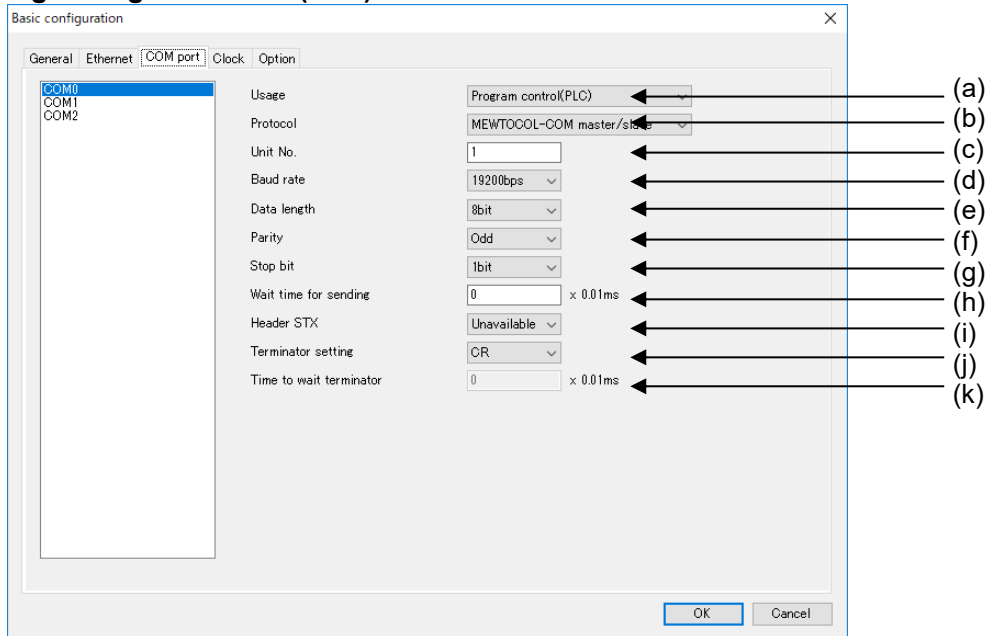 Basic configuration
General Ethernet COM port Clock Option
COM0
COM1
COM2
Usage Program control(PLC) (a)
Protocol MEWTOCOL-COM master/slave (b)
Unit No. 1 (c)
Baud rate 19200bps (d)
Data length 8bit (e)
Parity Odd (f)
Stop bit 1bit (g)
Wait time for sending 0 x 0.01ms (h)
Header STX Unavailable (i)
Terminator setting CR (j)
Time to wait terminator 0 x 0.01ms (k)
OK Cancel